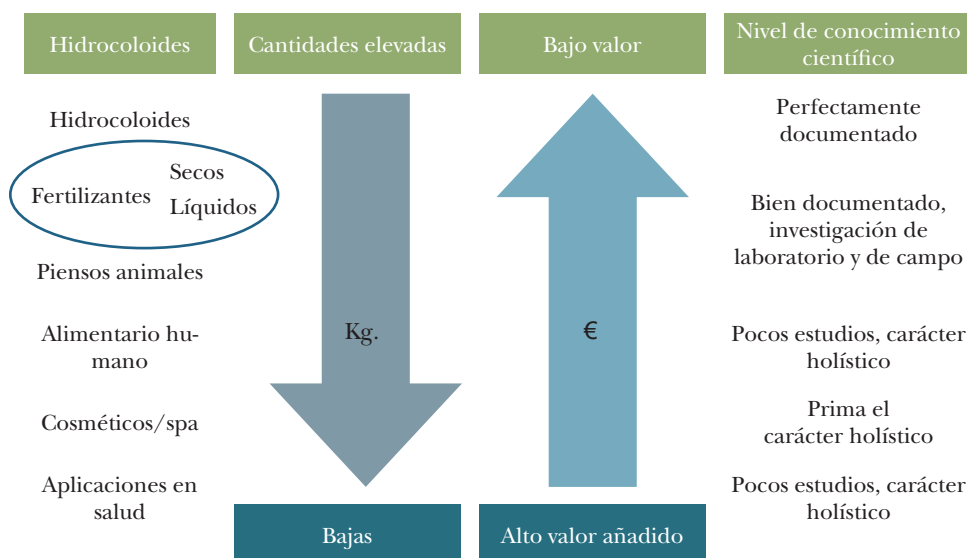 Hidrocoloides
Cantidades elevadas
Bajo valor
Nivel de conocimiento
científico
Hidrocoloides
Fertilizantes
Secos
Líquidos
Piensos animales
Alimentario hu-
mano
Cosméticos/spa
Aplicaciones en
salud
Kg.
Bajas
€
Alto valor añadido
Perfectamente
documentado
Bien documentado,
investigación de
laboratorio y de campo
Pocos estudios, carácter
holístico
Prima el
carácter holístico
Pocos estudios, carácter
holístico